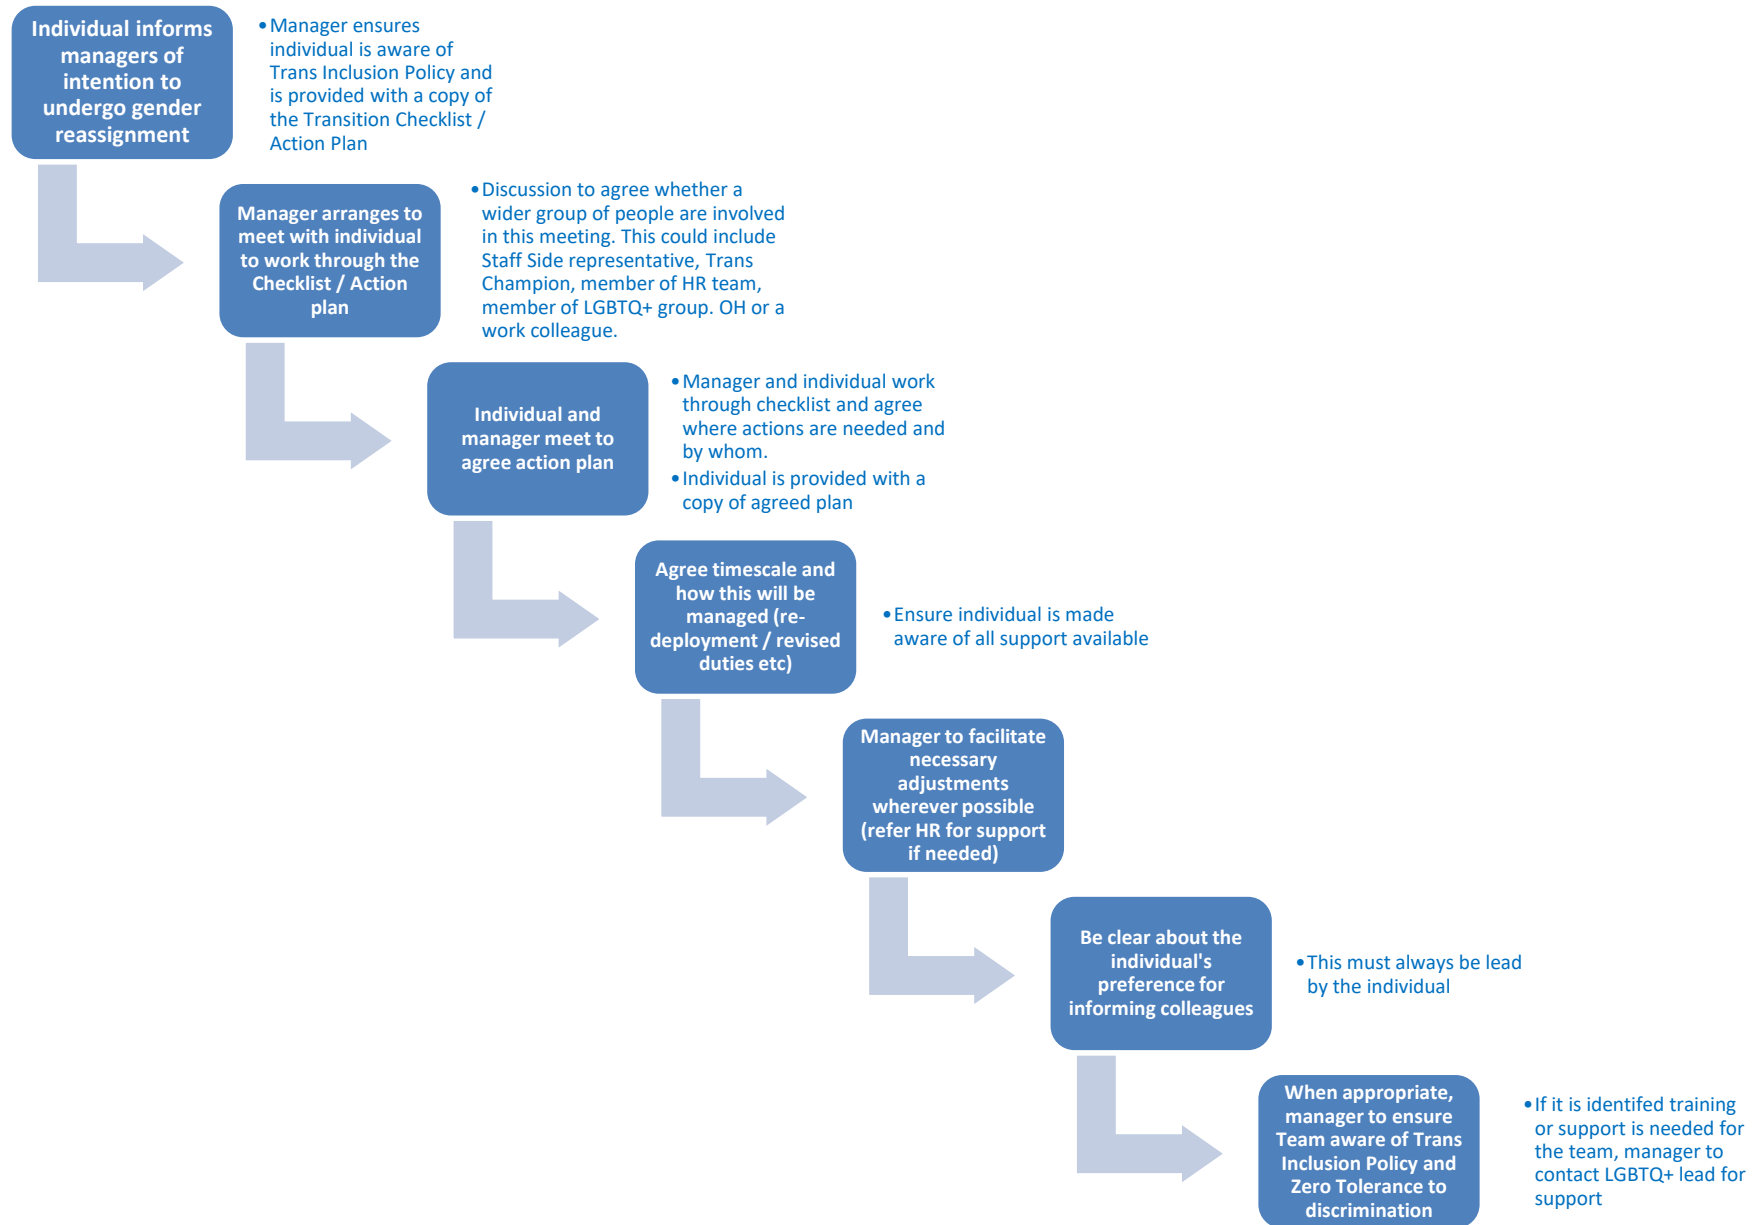 Individual informs
managers of
intention to
undergo gender
reassignment
•Manager ensures
individual is aware of
Trans Inclusion Policy and
is provided with a copy of
the Transition Checklist /
Action Plan
Manager arranges to
meet with individual
to work through the
Checklist / Action
plan
•Discussion to agree whether a
wider group of people are involved
in this meeting. This could include
Staff Side representative, Trans
Champion, member of HR team,
member of LGBTQ+ group. OH or a
work colleague.
Individual and
manager meet to
agree action plan
•Manager and individual work
through checklist and agree
where actions are needed and
by whom.
•Individual is provided with a
copy of agreed plan
Agree timescale and
how this will be
managed (re-
deployment / revised
duties etc)
•Ensure individual is made
aware of all support available
Manager to facilitate
necessary
adjustments
wherever possible
(refer HR for support
if needed)
Be clear about the
individual's
preference for
informing colleagues
•This must always be lead
by the individual
When appropriate,
manager to ensure
Team aware of Trans
Inclusion Policy and
Zero Tolerance to
discrimination
•If it is identifed training
or support is needed for
the team, manager to
contact LGBTQ+ lead for
support